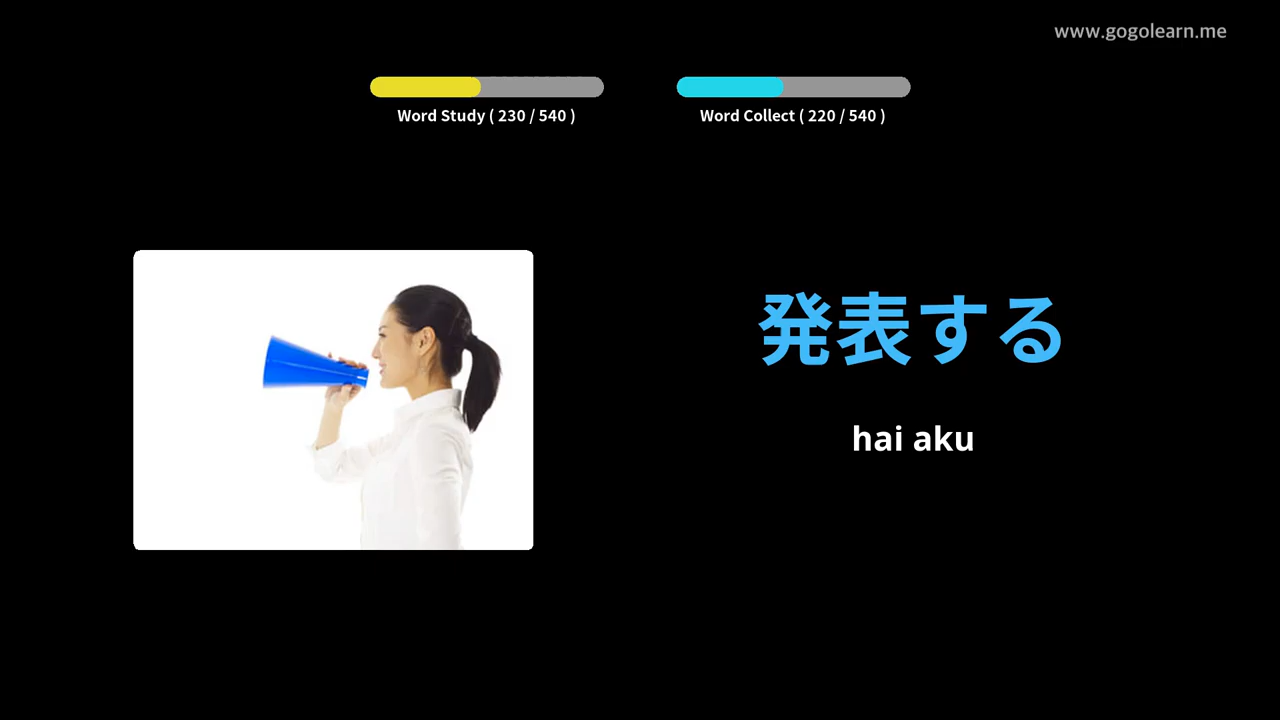 www.gogolearn.me
Word Study ( 230 / 540 )
Word Collect ( 220 / 540 )
発表する
hai aku